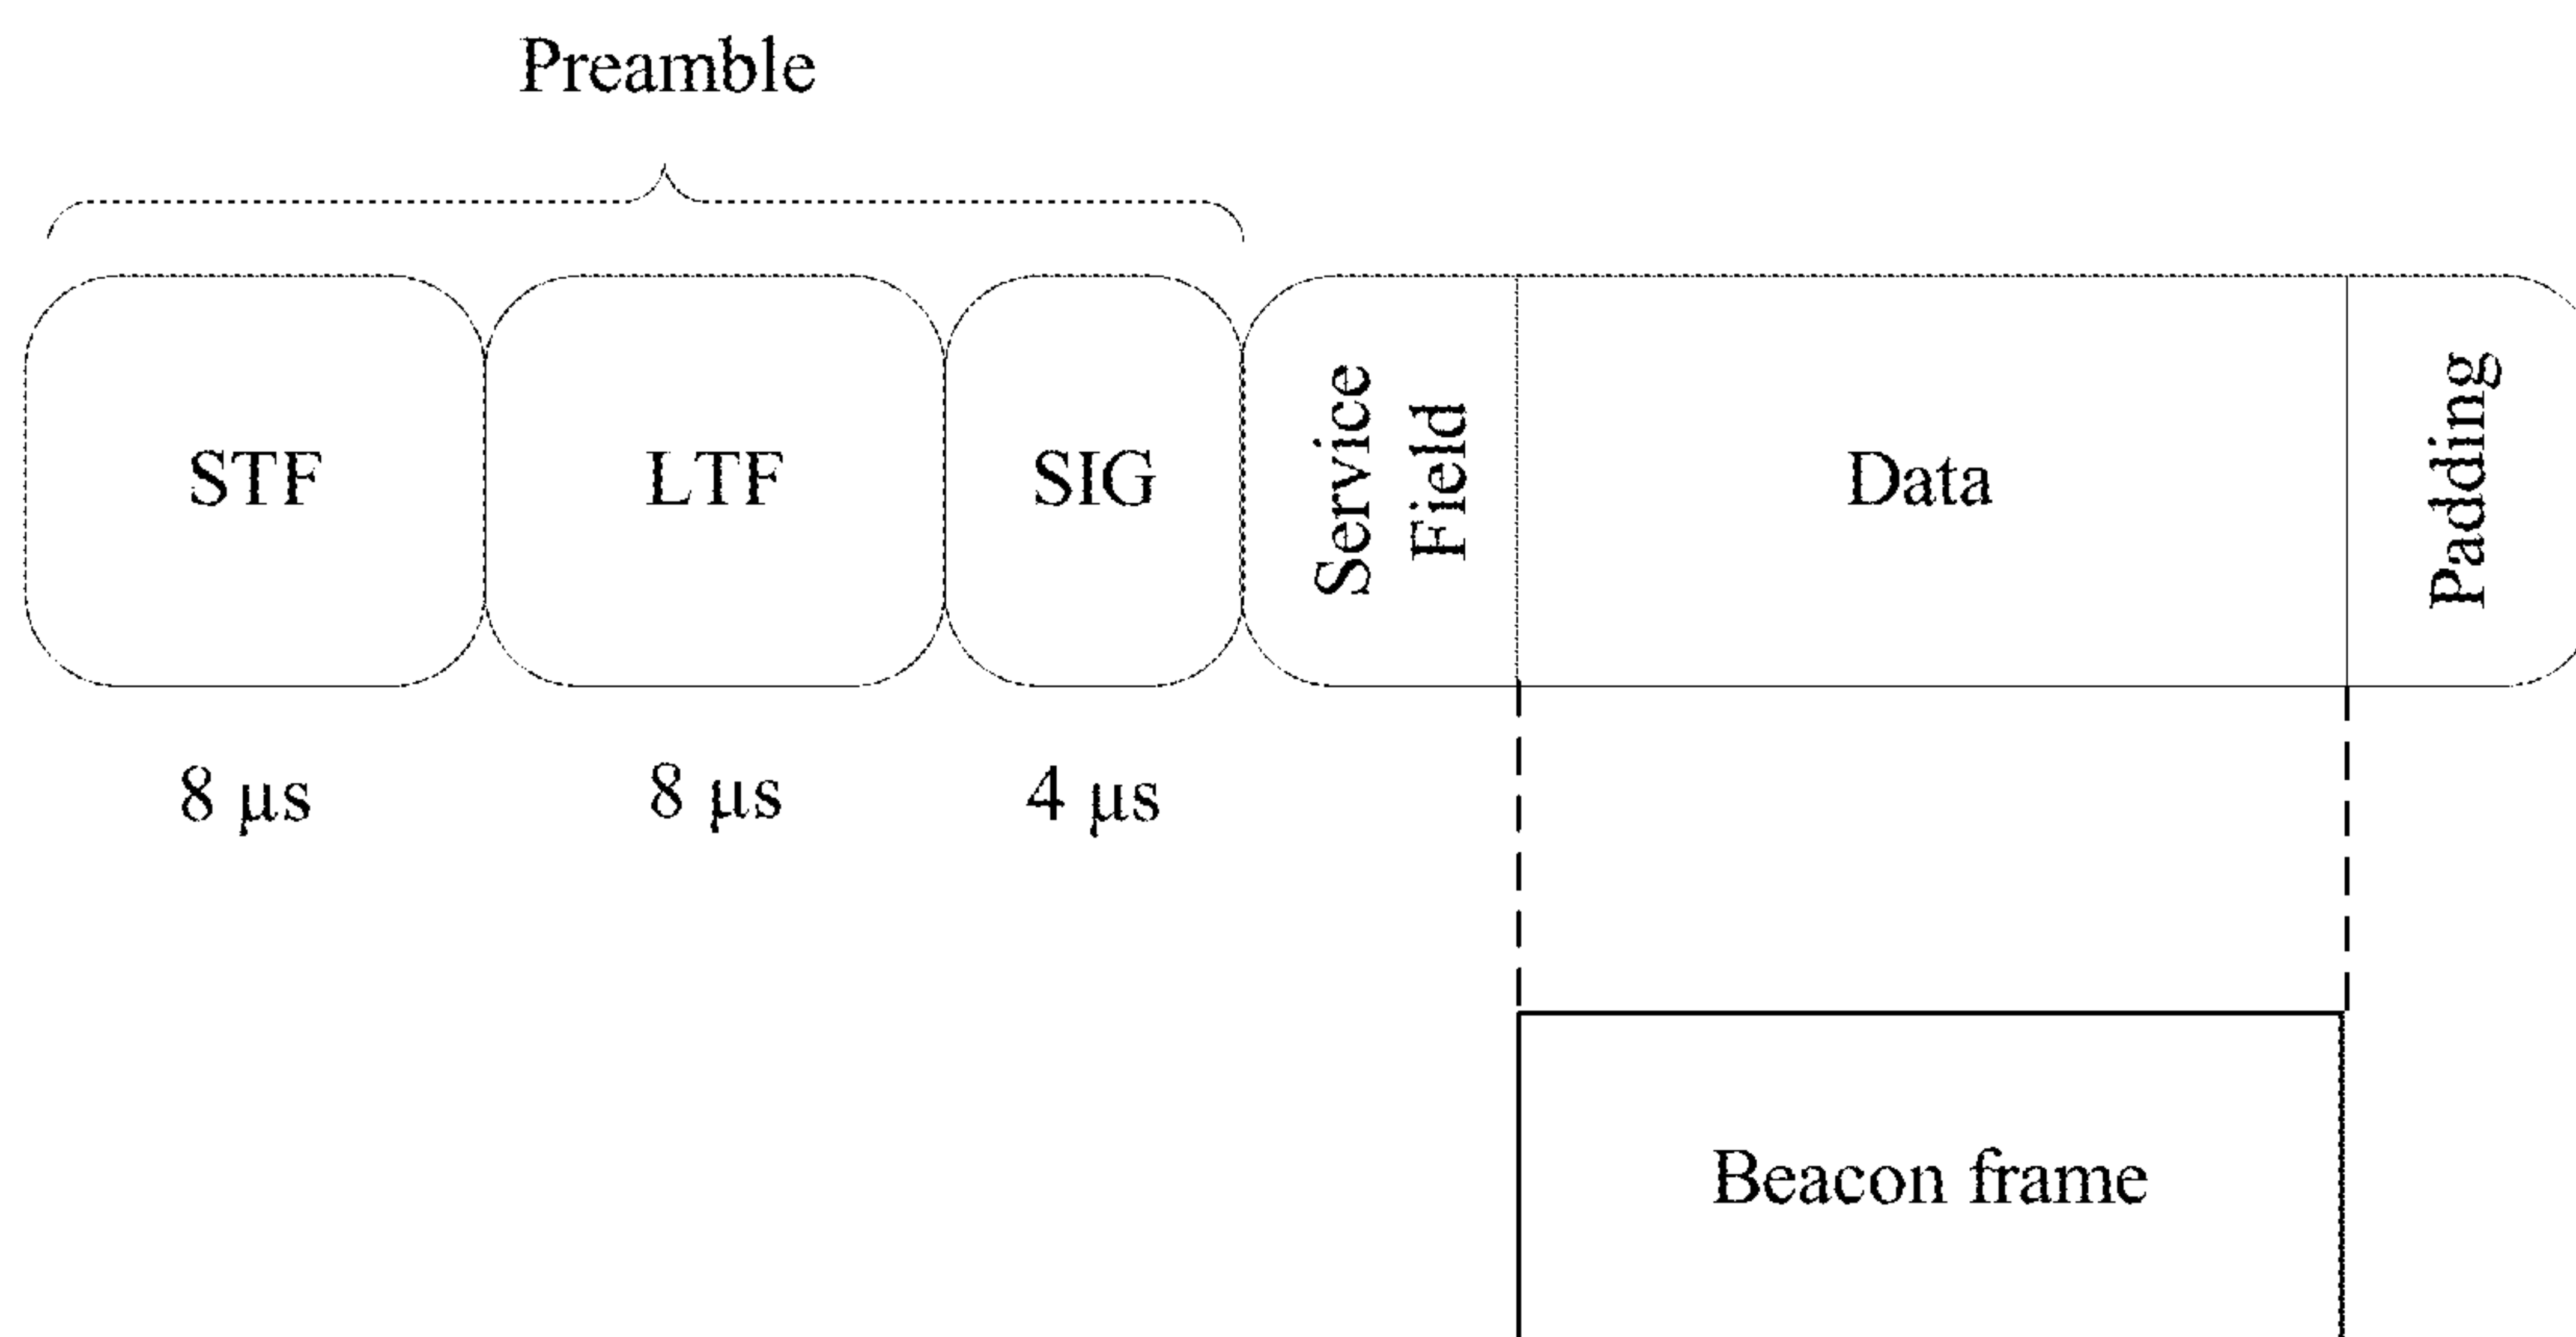 Preamble
STF
LTF
SIG
Service
Field
Data
Padding
8 μs
8 μs
4 μs
Beacon frame